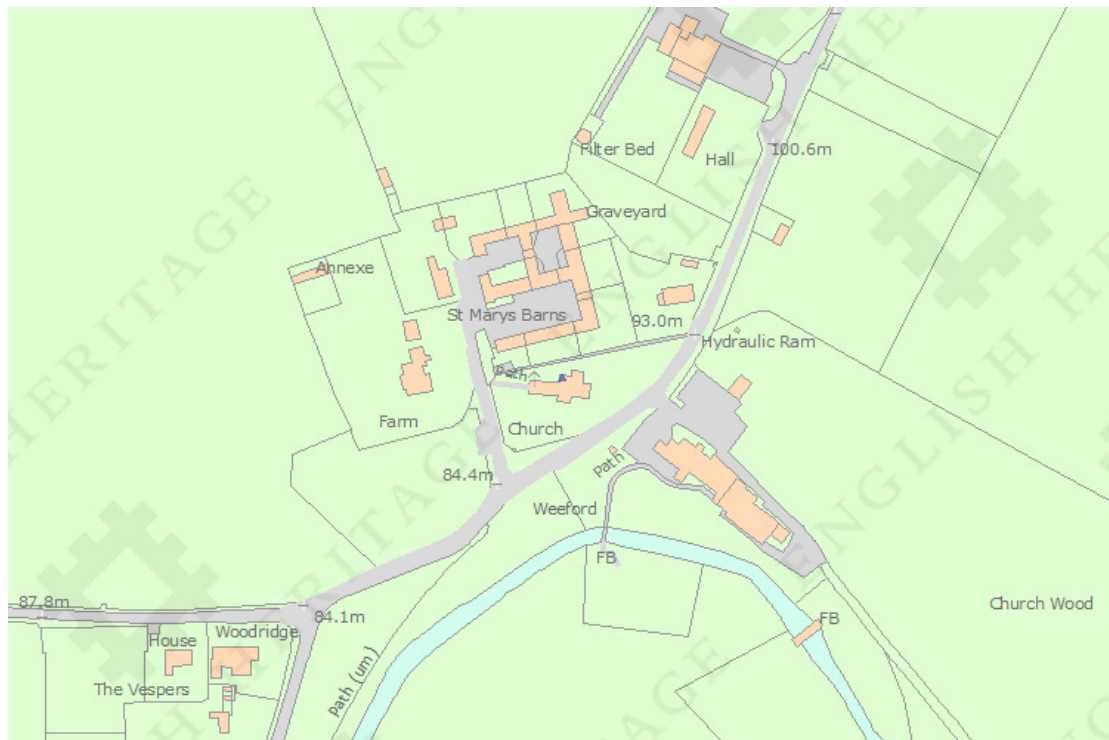 ENGLISH HERITAGE
Filter Bed
Hall
100.6m
Graveyard
Annexe
St Marys Barns
93.0m
Hydraulic Ram
Path
Farm
Church
84.4m
Path
Weeford
FB
87.8m
84.1m
Church Wood
FB
House
Woodridge
Path (um)
The Vespers